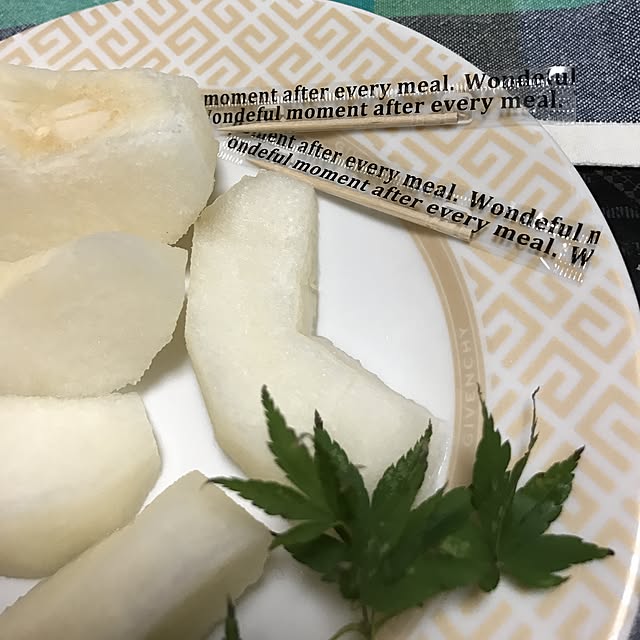 moment after every meal. Wondeful
Wondeful moment after every meal.
moment after every meal. Wondeful m
ondeful moment after every meal. W
GIVENCHY